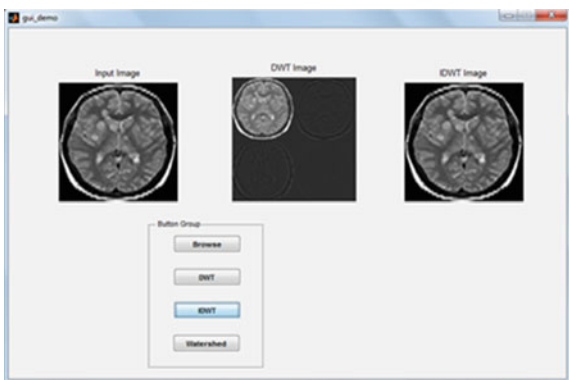 gui_demo
Input Image
DWT Image
IDWT Image
Button Group
Browse
DWT
IDWT
Watershed